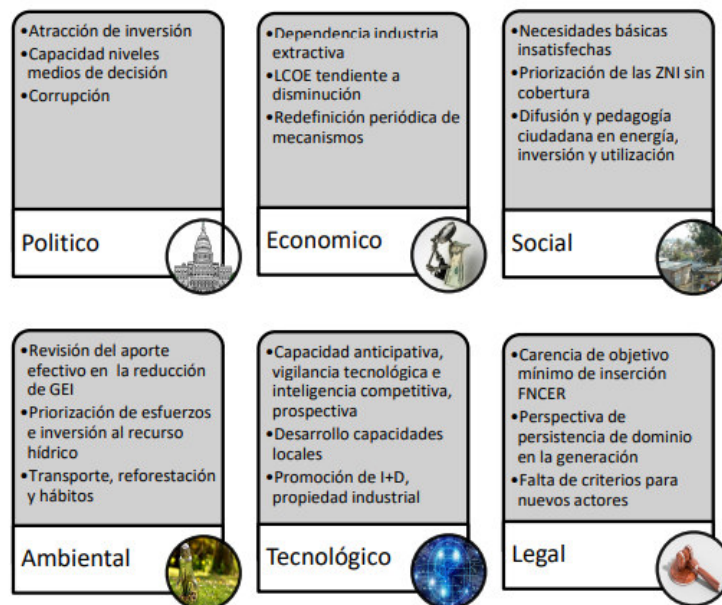 •Atracción de inversión
•Capacidad niveles
medios de decisión
•Corrupción
Politico
•Dependencia industria
extractiva
•LCOE tendiente a
disminución
•Redefinición periódica de
mecanismos
Economico
•Necesidades básicas
insatisfechas
•Priorización de las ZNI sin
cobertura
•Difusión y pedagogía
ciudadana en energía,
inversión y utilización
Social
•Revisión del aporte
efectivo en la reducción
de GEI
•Priorización de esfuerzos
e inversión al recurso
hídrico
•Transporte, reforestación
y hábitos
Ambiental
•Capacidad anticipativa,
vigilancia tecnológica e
inteligencia competitiva,
prospectiva
•Desarrollo capacidades
locales
•Promoción de I+D,
propiedad industrial
Tecnológico
•Carencia de objetivo
mínimo de inserción
FNCER
•Perspectiva de
persistencia de dominio
en la generación
•Falta de criterios para
nuevos actores
Legal